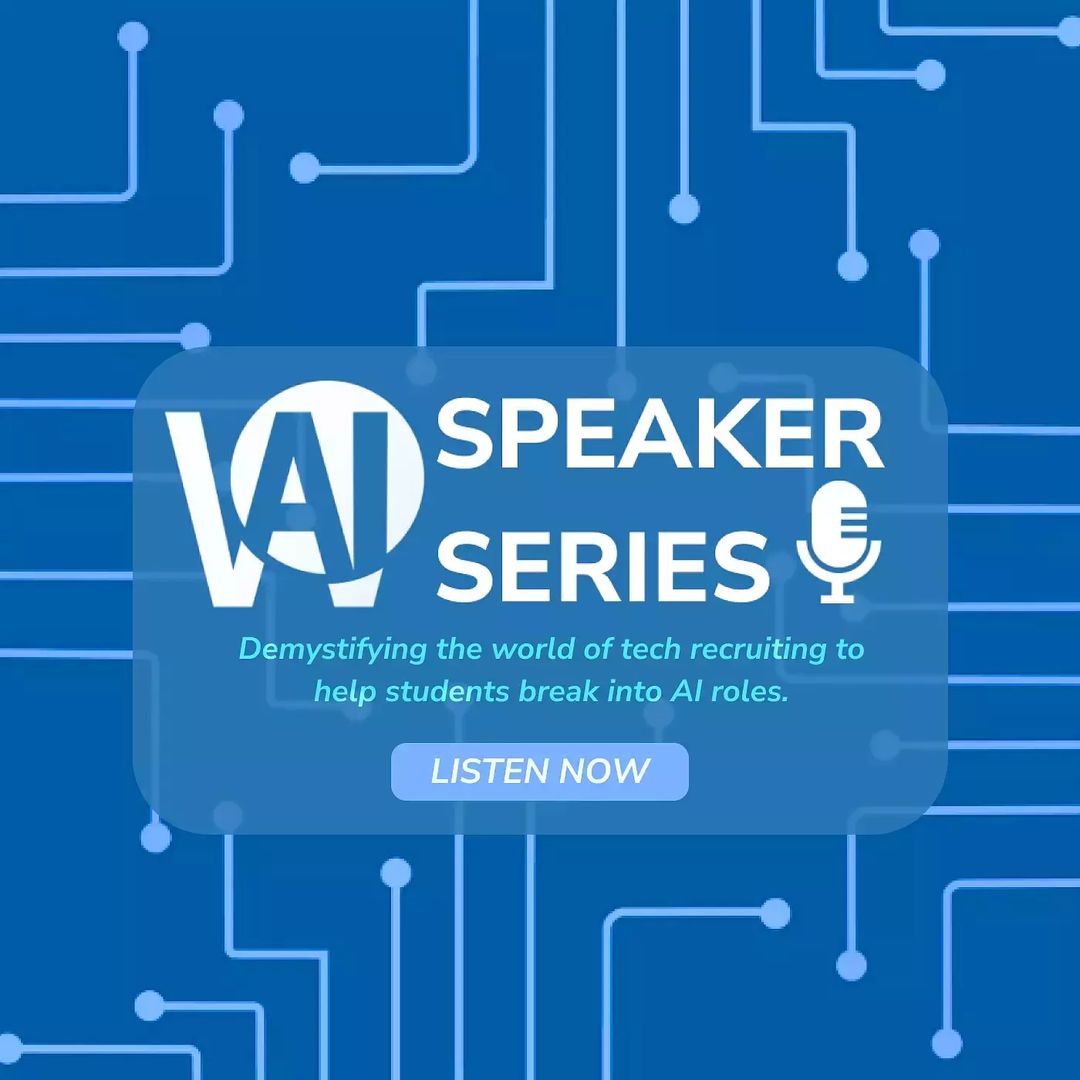 WAI
SPEAKER
SERIES
Demystifying the world of tech recruiting to
help students break into AI roles.
LISTEN NOW